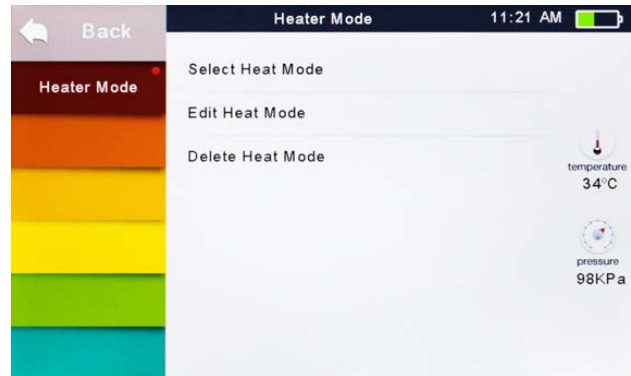 Back
Heater Mode
11:21 AM
Heater Mode
Select Heat Mode
Edit Heat Mode
Delete Heat Mode
temperature
34°C
pressure
98KPa